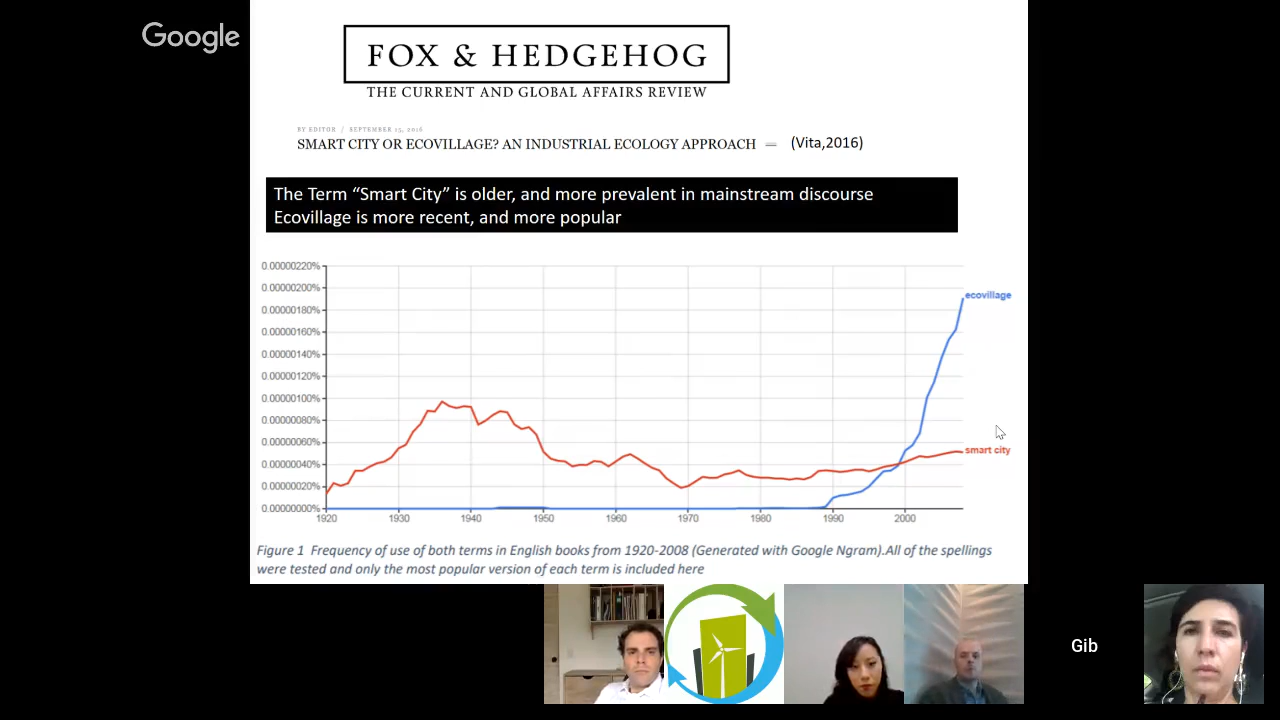 Google
FOX & HEDGEHOG
THE CURRENT AND GLOBAL AFFAIRS REVIEW
BY EDITOR / SEPTEMBER 15, 2016
SMART CITY OR ECOVILLAGE? AN INDUSTRIAL ECOLOGY APPROACH — (Vita,2016)
The Term “Smart City” is older, and more prevalent in mainstream discourse
Ecovillage is more recent, and more popular
0.00000220%
0.00000200%
0.00000180%
0.00000160%
0.00000140%
0.00000120%
0.00000100%
0.00000080%
0.00000060%
0.00000040%
0.00000020%
0.00000000%
ecovillage
smart city
1920 1930 1940 1950 1960 1970 1980 1990 2000
Figure 1 Frequency of use of both terms in English books from 1920-2008 (Generated with Google Ngram).All of the spellings
were tested and only the most popular version of each term is included here
Gib